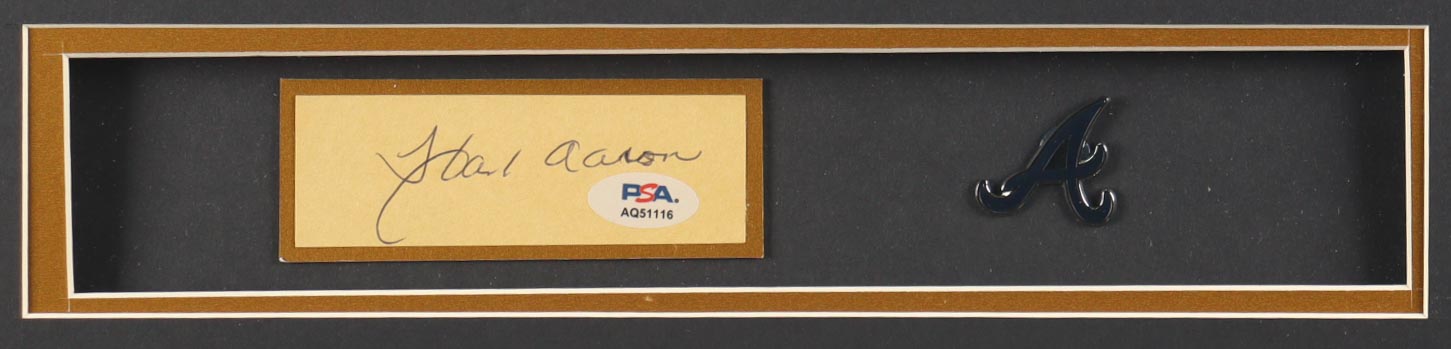 Hank Aaron
PSA.
AQ51116
A